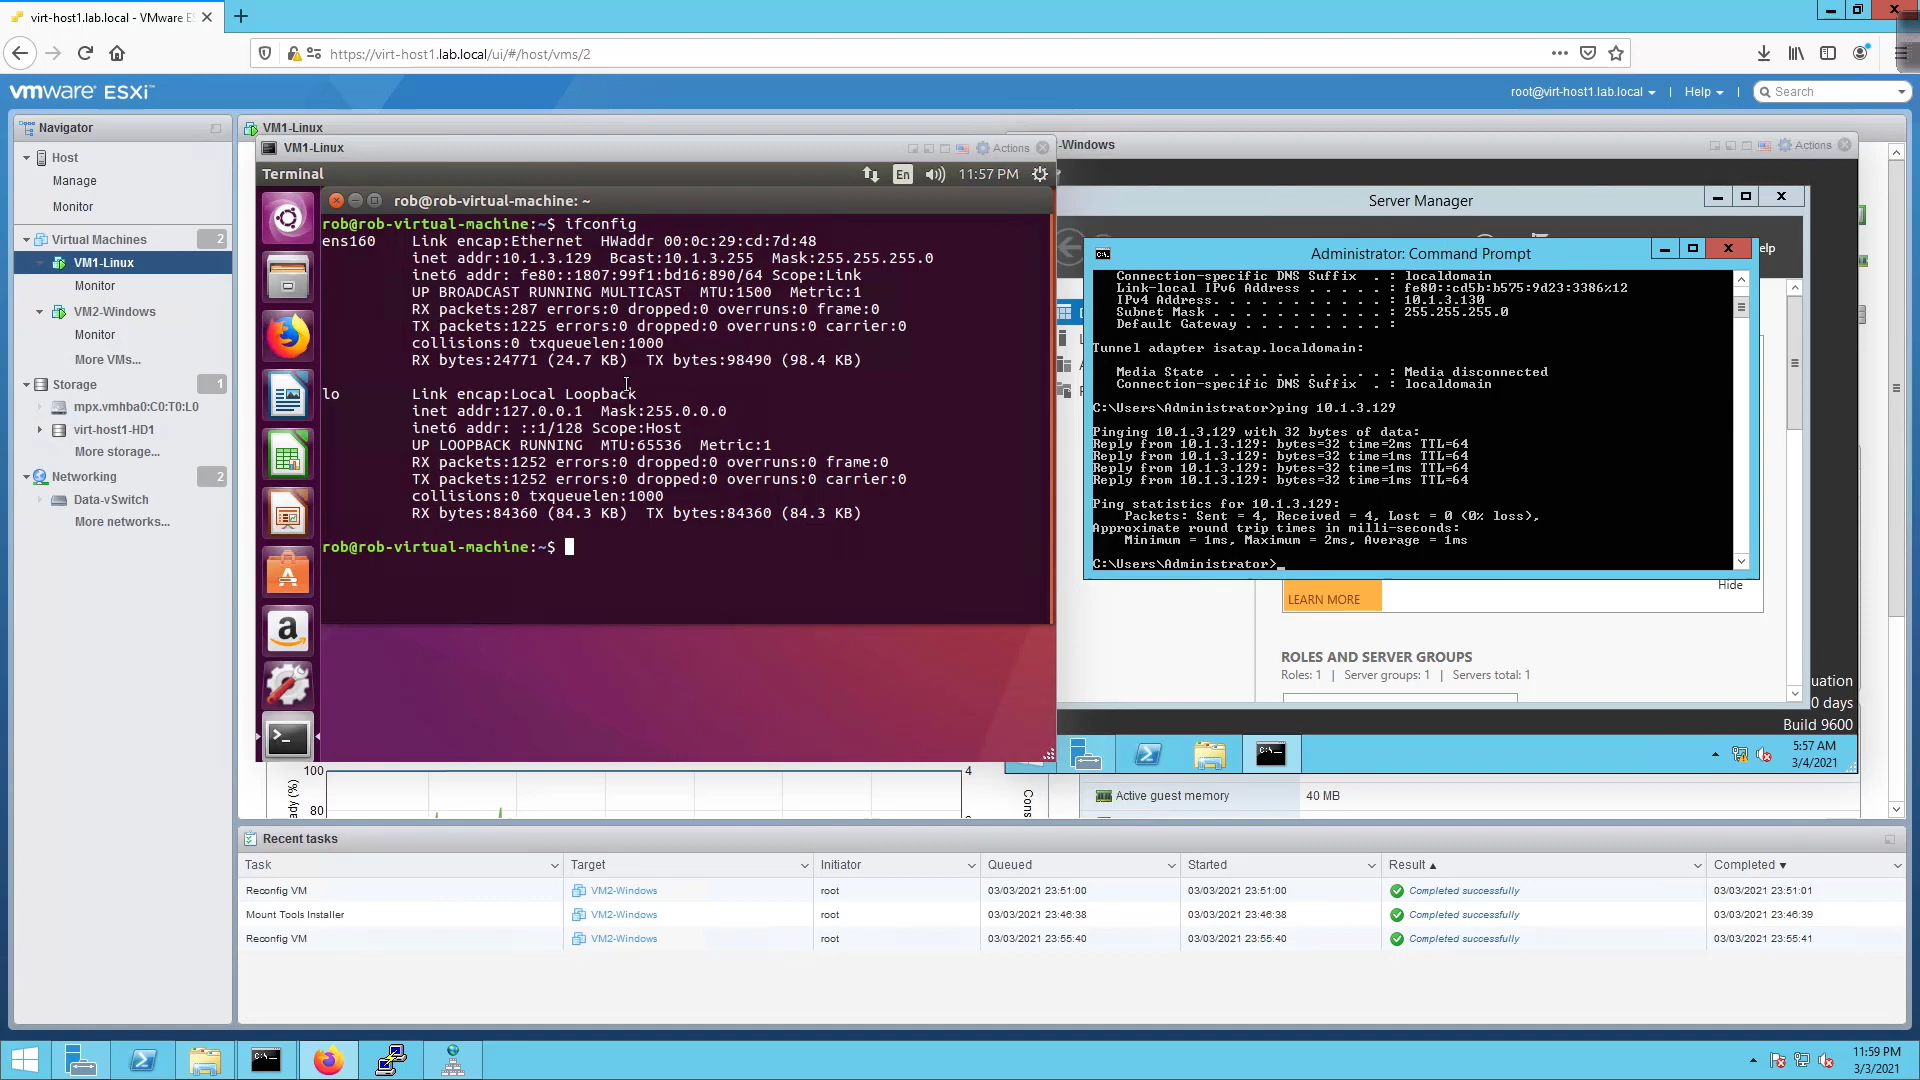 virt-host1.lab.local - VMware ES
https://virt-host1.lab.local/ui/#/host/vms/2
vmware ESXi
root@virt-host1.lab.local
Help
Search
Navigator
Host
Manage
Monitor
Virtual Machines
2
VM1-Linux
Monitor
VM2-Windows
Monitor
More VMs...
Storage
1
mpx.vmhba0:C0:T0:L0
virt-host1-HD1
More storage...
Networking
2
Data-vSwitch
More networks...
VM1-Linux
VM1-Linux
Actions
Terminal
En
11:57 PM
rob@rob-virtual-machine: ~
rob@rob-virtual-machine:~$ ifconfig
ens160 Link encap:Ethernet HWaddr 00:0c:29:cd:7d:48
inet addr:10.1.3.129 Bcast:10.1.3.255 Mask:255.255.255.0
inet6 addr: fe80::1807:99f1:bd16:890/64 Scope:Link
UP BROADCAST RUNNING MULTICAST MTU:1500 Metric:1
RX packets:287 errors:0 dropped:0 overruns:0 frame:0
TX packets:1225 errors:0 dropped:0 overruns:0 carrier:0
collisions:0 txqueuelen:1000
RX bytes:24771 (24.7 KB) TX bytes:98490 (98.4 KB)
lo Link encap:Local Loopback
inet addr:127.0.0.1 Mask:255.0.0.0
inet6 addr: ::1/128 Scope:Host
UP LOOPBACK RUNNING MTU:65536 Metric:1
RX packets:1252 errors:0 dropped:0 overruns:0 frame:0
TX packets:1252 errors:0 dropped:0 overruns:0 carrier:0
collisions:0 txqueuelen:1000
RX bytes:84360 (84.3 KB) TX bytes:84360 (84.3 KB)
rob@rob-virtual-machine:~$
-Windows
Actions
Server Manager
elp
Administrator: Command Prompt
Connection-specific DNS Suffix . : localdomain
Link-local IPv6 Address . . . . . : fe80::cd5b:b575:9d23:3386%12
IPv4 Address. . . . . . . . . . . : 10.1.3.130
Subnet Mask . . . . . . . . . . . : 255.255.255.0
Default Gateway . . . . . . . . . :
Tunnel adapter isatap.localdomain:
Media State . . . . . . . . . . . : Media disconnected
Connection-specific DNS Suffix . : localdomain
C:\Users\Administrator>ping 10.1.3.129
Pinging 10.1.3.129 with 32 bytes of data:
Reply from 10.1.3.129: bytes=32 time=2ms TTL=64
Reply from 10.1.3.129: bytes=32 time=1ms TTL=64
Reply from 10.1.3.129: bytes=32 time=1ms TTL=64
Reply from 10.1.3.129: bytes=32 time=1ms TTL=64
Ping statistics for 10.1.3.129:
Packets: Sent = 4, Received = 4, Lost = 0 (0% loss),
Approximate round trip times in milli-seconds:
Minimum = 1ms, Maximum = 2ms, Average = 1ms
C:\Users\Administrator>_
Hide
LEARN MORE
ROLES AND SERVER GROUPS
Roles: 1 | Server groups: 1 | Servers total: 1
uation
0 days
Build 9600
5:57 AM
3/4/2021
100
80
ady (%)
4
Cons
Active guest memory
40 MB
Recent tasks
Task Target Initiator Queued Started Result Completed
Reconfig VM VM2-Windows root 03/03/2021 23:51:00 03/03/2021 23:51:00 Completed successfully 03/03/2021 23:51:01
Mount Tools Installer VM2-Windows root 03/03/2021 23:46:38 03/03/2021 23:46:38 Completed successfully 03/03/2021 23:46:39
Reconfig VM VM2-Windows root 03/03/2021 23:55:40 03/03/2021 23:55:40 Completed successfully 03/03/2021 23:55:41
11:59 PM
3/3/2021